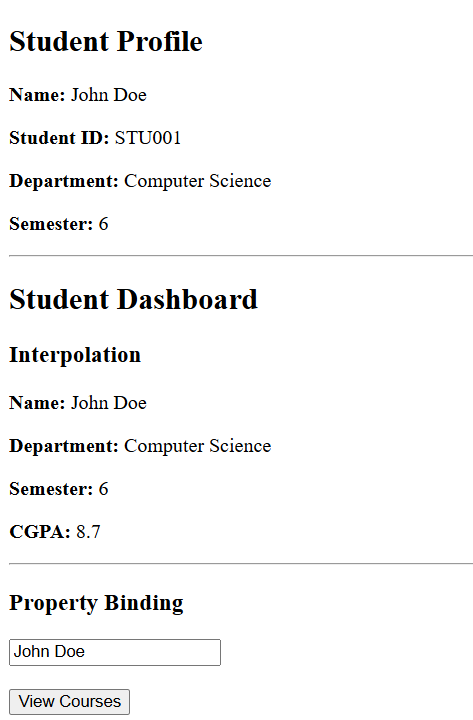 Student Profile
Name: John Doe
Student ID: STU001
Department: Computer Science
Semester: 6
Student Dashboard
Interpolation
Name: John Doe
Department: Computer Science
Semester: 6
CGPA: 8.7
Property Binding
John Doe
View Courses